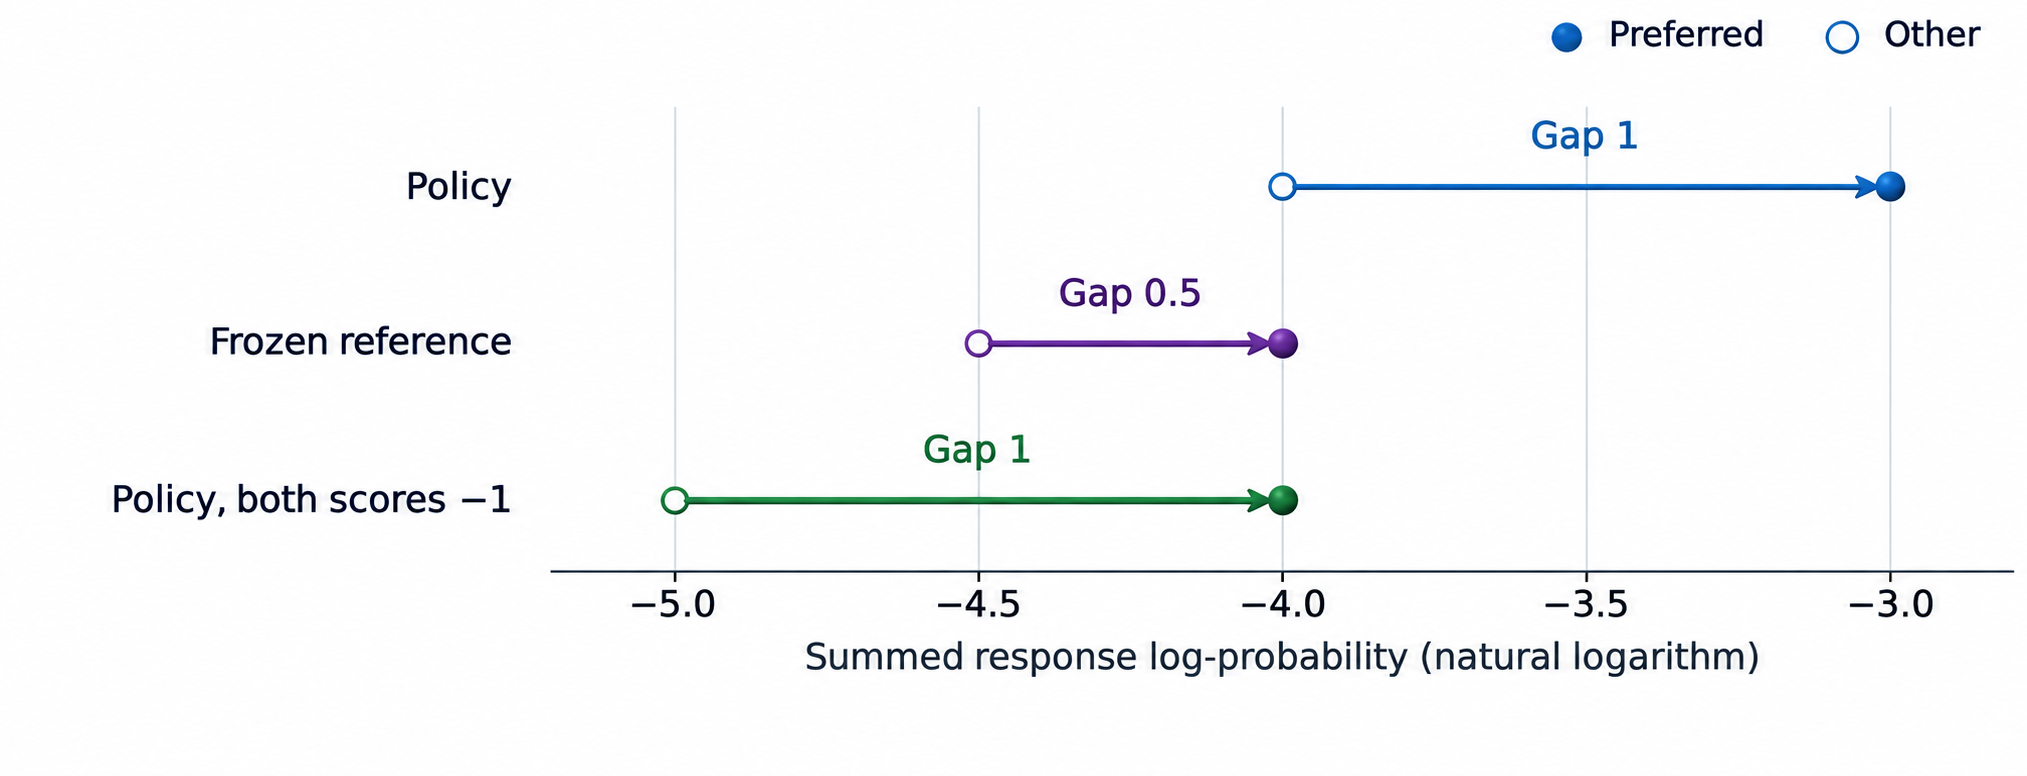 Preferred Other
Gap 1
Policy
Gap 0.5
Frozen reference
Gap 1
Policy, both scores −1
−5.0 −4.5 −4.0 −3.5 −3.0
Summed response log-probability (natural logarithm)